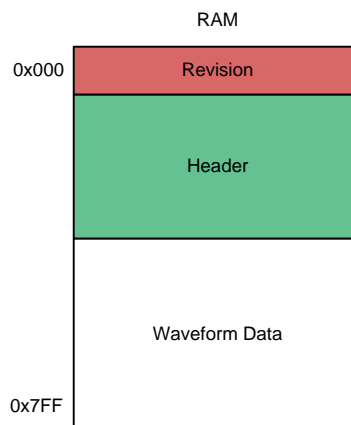 RAM
0x000
Revision
Header
Waveform Data
0x7FF